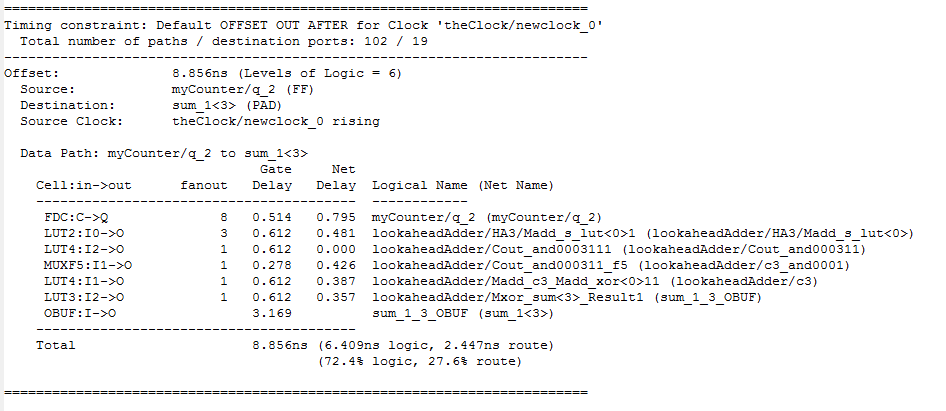 =========================================================================
Timing constraint: Default OFFSET OUT AFTER for Clock 'theClock/newclock_0'
  Total number of paths / destination ports: 102 / 19
-------------------------------------------------------------------------
Offset:              8.856ns (Levels of Logic = 6)
  Source:            myCounter/q_2 (FF)
  Destination:       sum_1<3> (PAD)
  Source Clock:      theClock/newclock_0 rising

  Data Path: myCounter/q_2 to sum_1<3>
                                Gate     Net
    Cell:in->out      fanout   Delay   Delay  Logical Name (Net Name)
    ----------------------------------------  ------------
     FDC:C->Q              8   0.514   0.795  myCounter/q_2 (myCounter/q_2)
     LUT2:I0->O            3   0.612   0.481  lookaheadAdder/HA3/Madd_s_lut<0>1 (lookaheadAdder/HA3/Madd_s_lut<0>)
     LUT4:I2->O            1   0.612   0.000  lookaheadAdder/Cout_and0003111 (lookaheadAdder/Cout_and000311)
     MUXF5:I1->O           1   0.278   0.426  lookaheadAdder/Cout_and000311_f5 (lookaheadAdder/c3_and0001)
     LUT4:I1->O            1   0.612   0.387  lookaheadAdder/Madd_c3_Madd_xor<0>11 (lookaheadAdder/c3)
     LUT3:I2->O            1   0.612   0.357  lookaheadAdder/Mxor_sum<3>_Result1 (sum_1_3_OBUF)
     OBUF:I->O                 3.169          sum_1_3_OBUF (sum_1<3>)
    ----------------------------------------
    Total                      8.856ns (6.409ns logic, 2.447ns route)
                                       (72.4% logic, 27.6% route)

=========================================================================